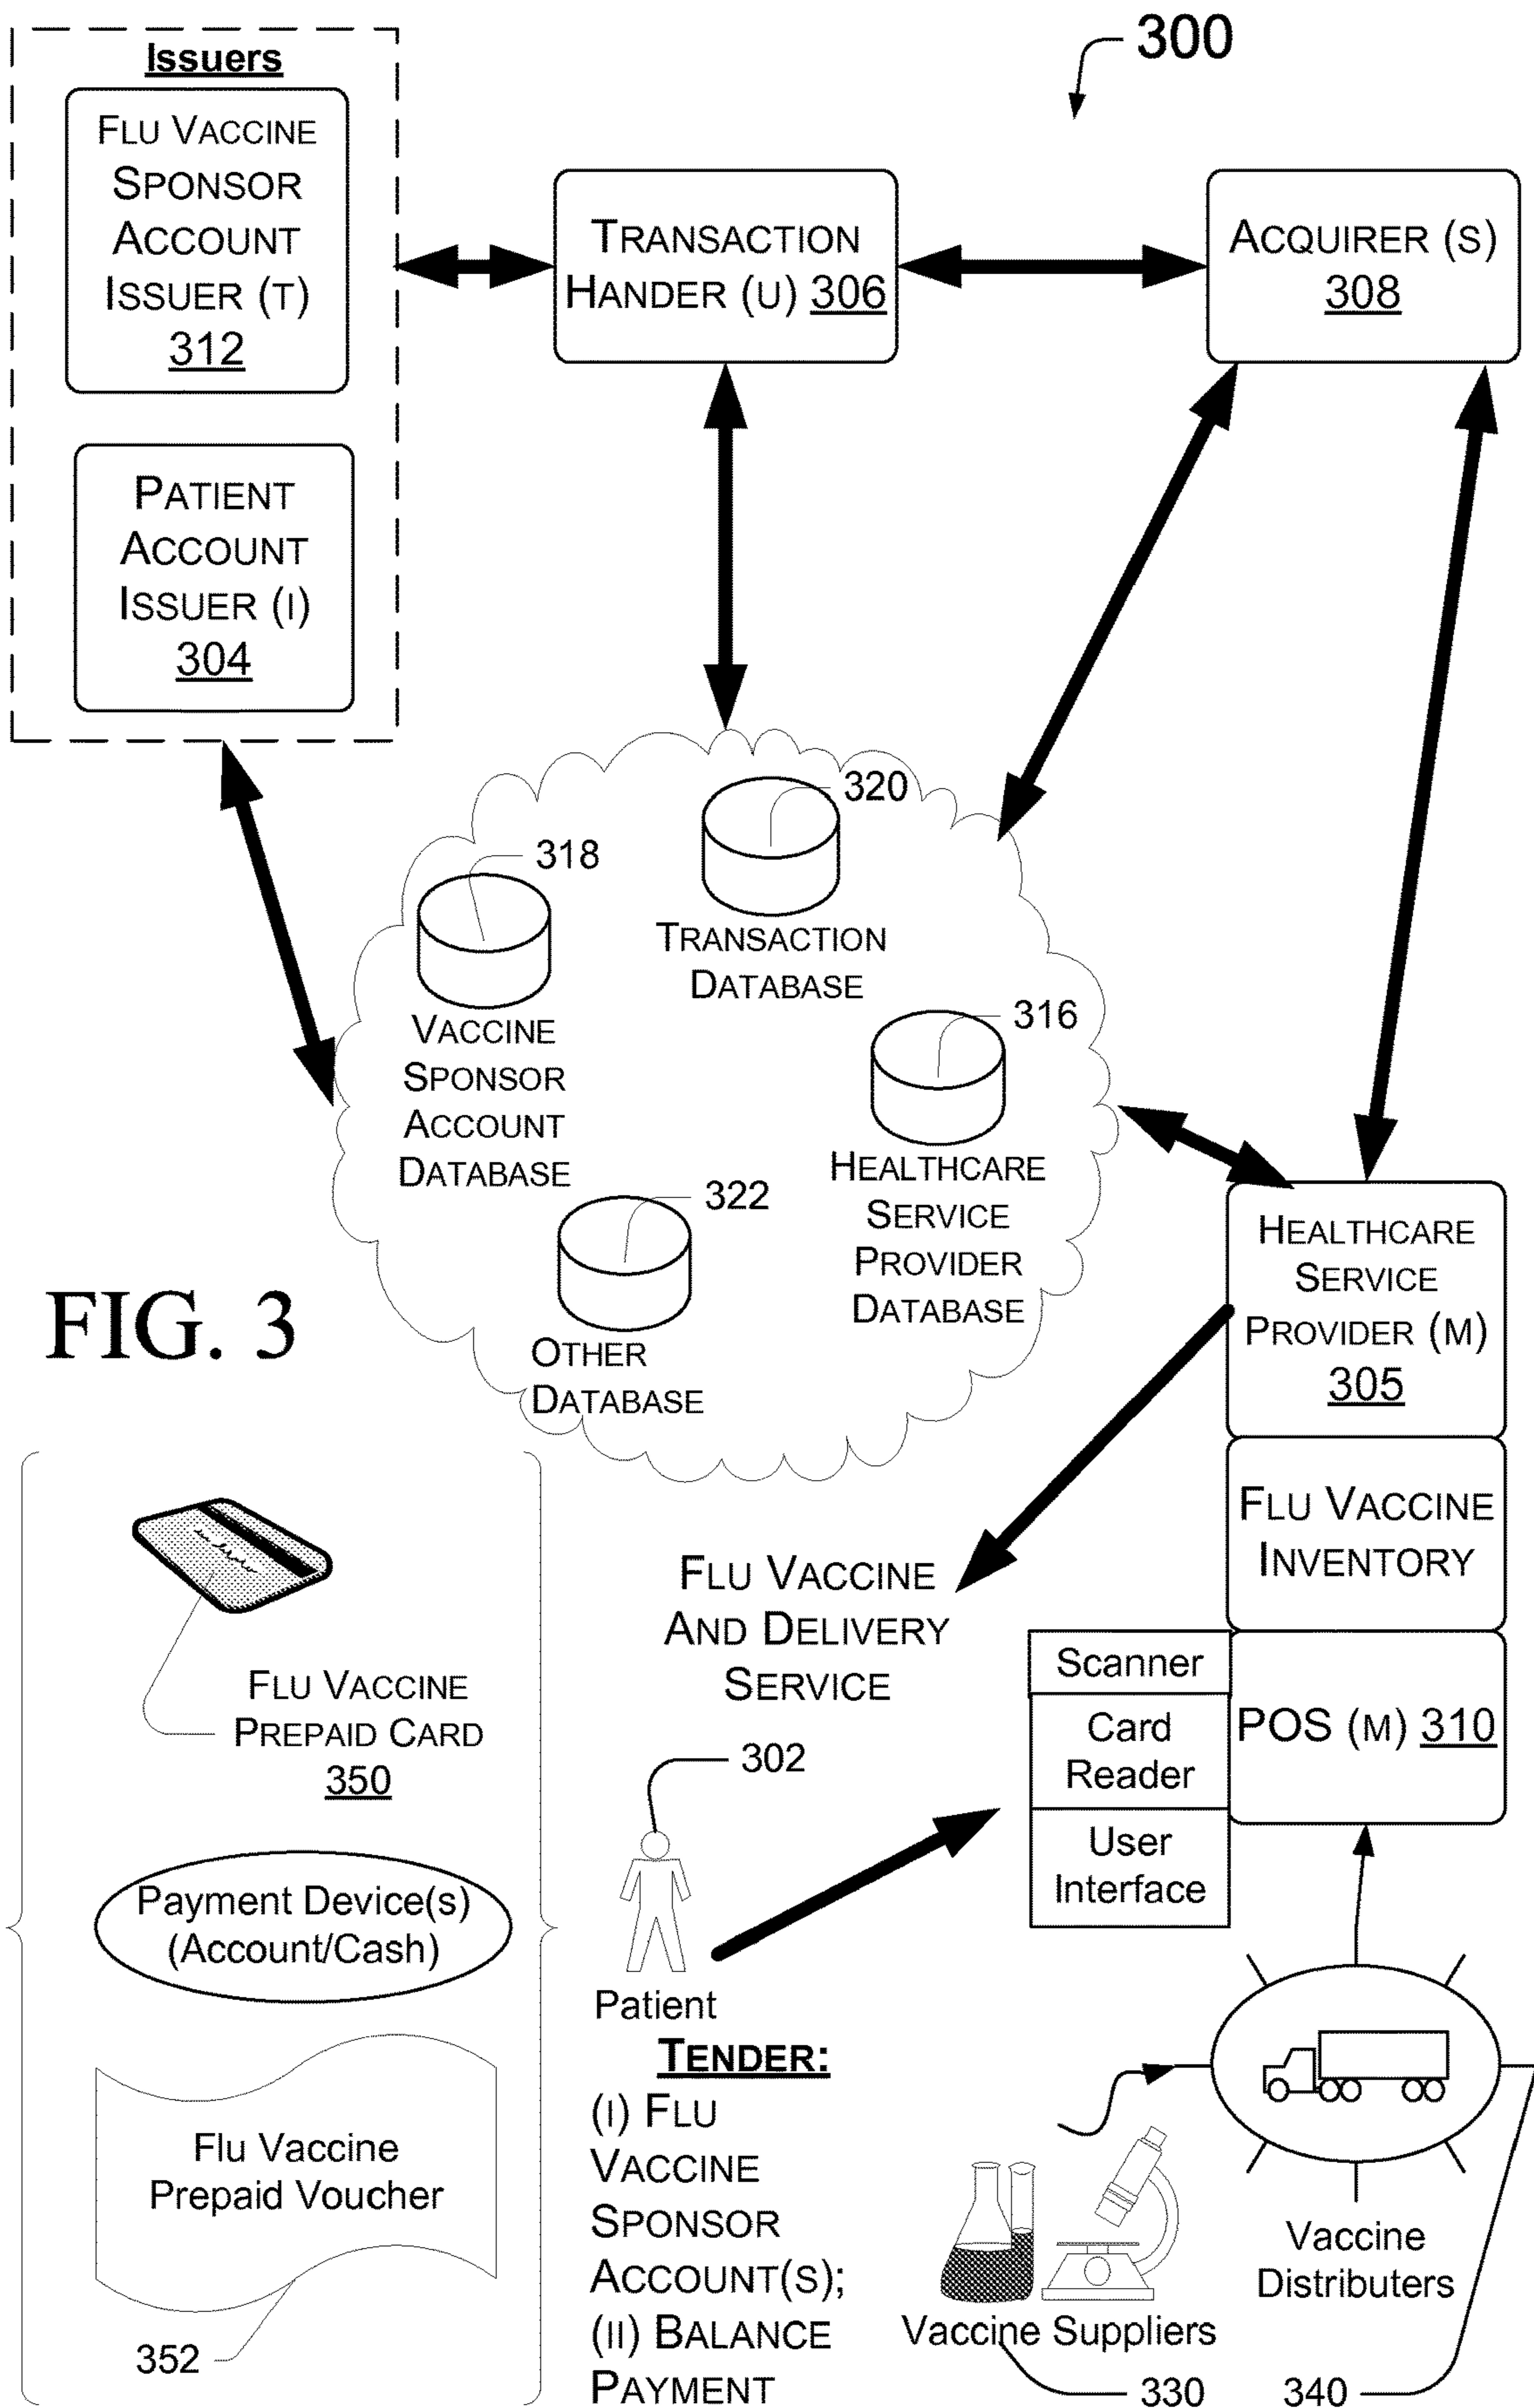 300
Issuers
FLU VACCINE
SPONSOR
ACCOUNT
ISSUER (T)
312
PATIENT
ACCOUNT
ISSUER (I)
304
TRANSACTION
HANDER (U) 306
ACQUIRER (S)
308
320
TRANSACTION
DATABASE
318
VACCINE
SPONSOR
ACCOUNT
DATABASE
316
HEALTHCARE
SERVICE
PROVIDER
DATABASE
322
OTHER
DATABASE
FIG. 3
HEALTHCARE
SERVICE
PROVIDER (M)
305
FLU VACCINE
INVENTORY
POS (M) 310
Scanner
Card
Reader
User
Interface
FLU VACCINE
AND DELIVERY
SERVICE
FLU VACCINE
PREPAID CARD
350
Payment Device(s)
(Account/Cash)
Flu Vaccine
Prepaid Voucher
352
302
Patient
TENDER:
(I) FLU
VACCINE
SPONSOR
ACCOUNT(S);
(II) BALANCE
PAYMENT
Vaccine Suppliers
330
Vaccine
Distributers
340